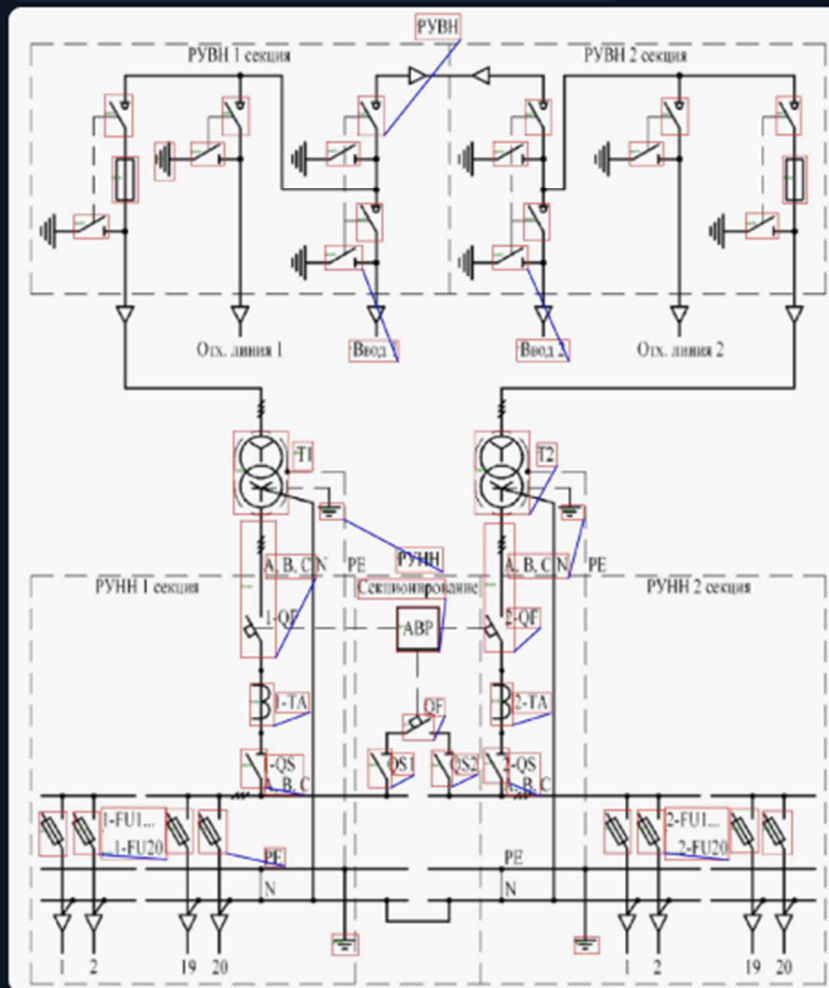 РУВН
РУВН 1 секция
РУВН 2 секция
Отх. линия 1
Ввод
Ввод 2
Отх. линия 2
T1
T2
A, B, C N PE
РУНН
A, B, C N PE
РУНН 1 секция
Секционирование
РУНН 2 секция
1-QF
АВР
2-QF
1-TA
QF
2-TA
1-QS
A, B, C
QS1
QS2
2-QS
A, B, C
1-FU1...
...1-FU20
2-FU1...
...2-FU20
PE
PE
N
N
1 2 19 20
1 2 19 20